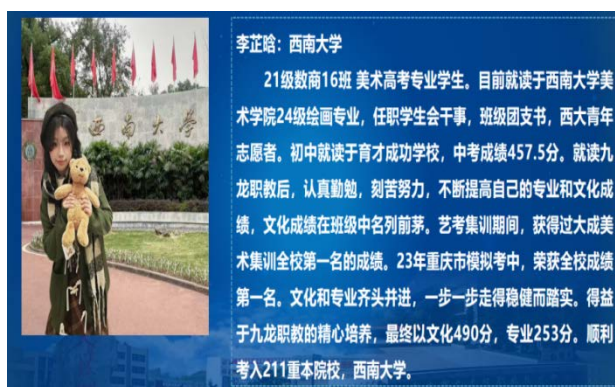 西南大学
李芷晗：西南大学
21级数商16班 美术高考专业学生。目前就读于西南大学美
术学院24级绘画专业，任职学生会干事，班级团支书，西大青年
志愿者。初中就读于育才成功学校，中考成绩457.5分。就读九
龙职教后，认真勤勉，刻苦努力，不断提高自己的专业和文化成
绩，文化成绩在班级中名列前茅。艺考集训期间，获得过大成美
术集训全校第一名的成绩。23年重庆市模拟考中，荣获全校成绩
第一名。文化和专业齐头并进，一步一步走得稳健而踏实。得益
于九龙职教的精心培养，最终以文化490分，专业253分。顺利
考入211重本院校，西南大学。